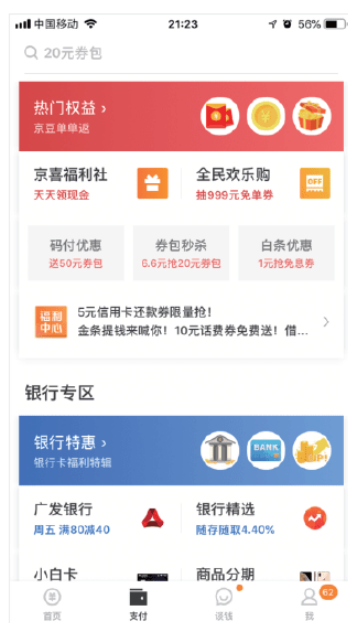 中国移动 21:23 56%
20元券包
热门权益 ›
京豆单单返
京喜福利社 全民欢乐购
天天领现金 抽999元免单券
OFF
码付优惠 券包秒杀 白条优惠
送50元券包 6.6元抢20元券包 1元抢免息券
福利中心
5元信用卡还款券限量抢!
金条提钱来喊你!10元话费券免费送!借...
银行专区
银行特惠 ›
银行卡福利特辑
BANK
广发银行 银行精选
周五 满80减40 随存随取4.40%
小白卡 商品分期
首页 支付 谈钱 我
62